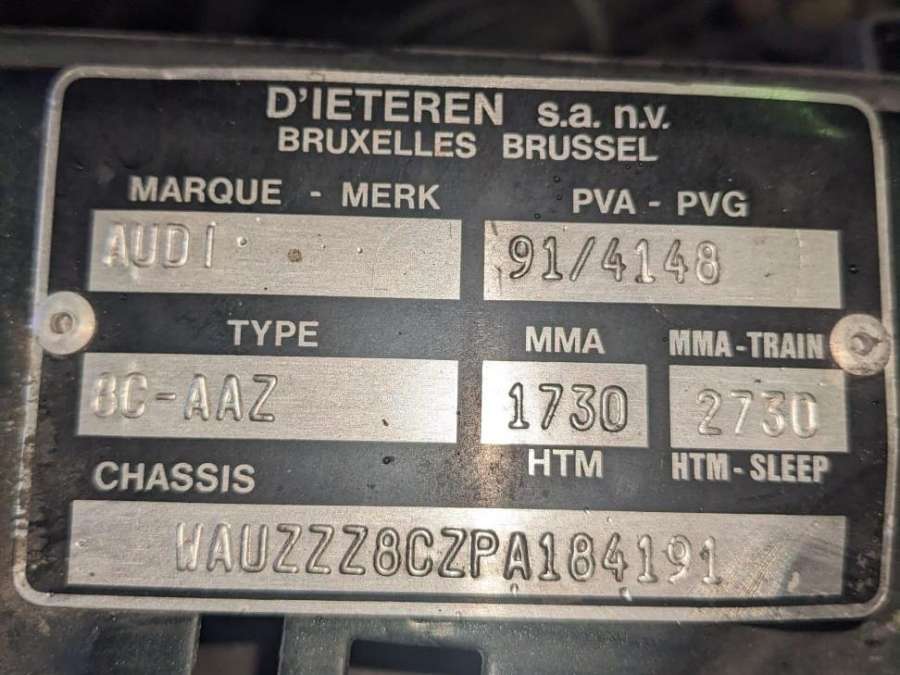 D'IETEREN s.a. n.v.
BRUXELLES BRUSSEL
MARQUE - MERK PVA - PVG
AUDI 91/4148
TYPE MMA MMA-TRAIN
8C-AAZ 1730 2730
HTM HTM-SLEEP
CHASSIS
WAUZZZ8CZPA184191